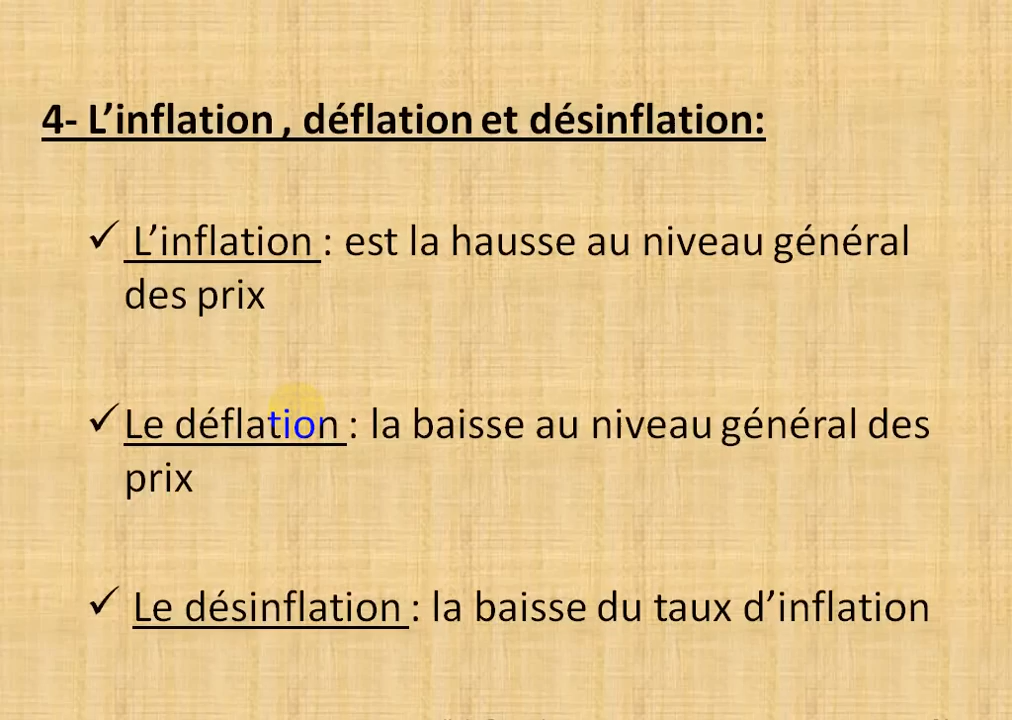 4- L’inflation , déflation et désinflation:
✓ L’inflation : est la hausse au niveau général
des prix
✓ Le déflation : la baisse au niveau général des
prix
✓ Le désinflation : la baisse du taux d’inflation